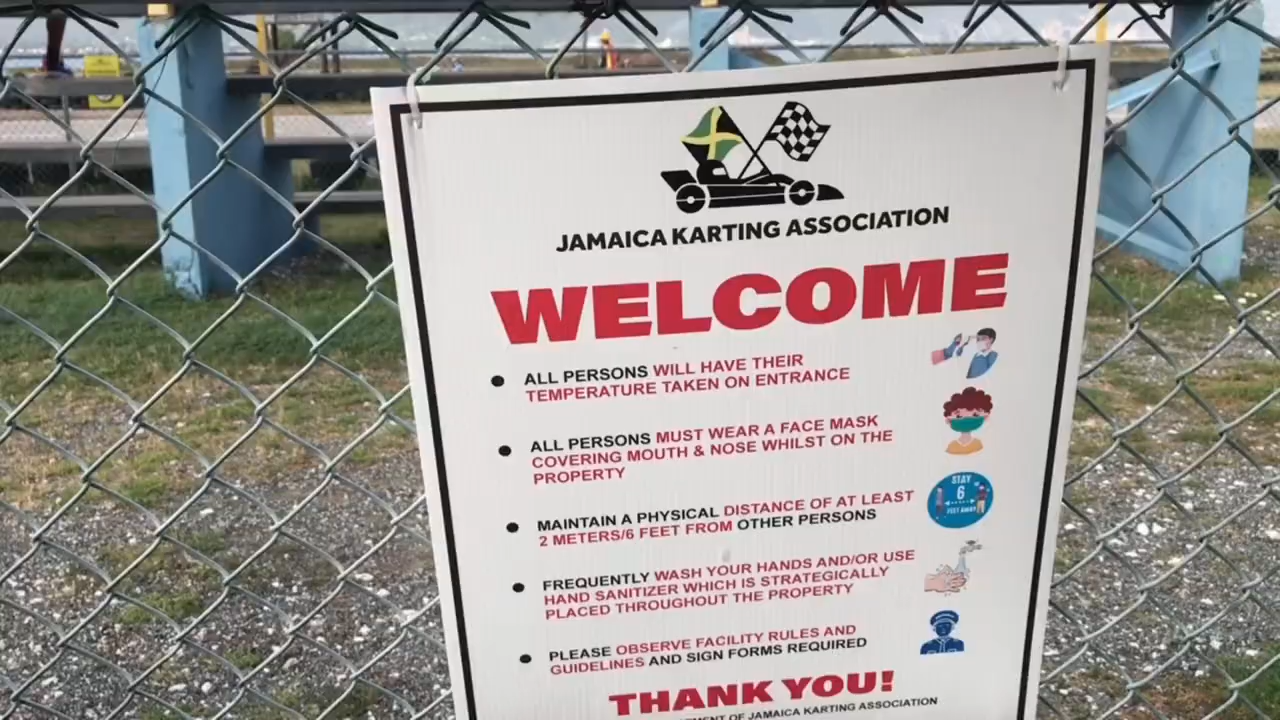 JAMAICA KARTING ASSOCIATION
WELCOME
ALL PERSONS WILL HAVE THEIR
TEMPERATURE TAKEN ON ENTRANCE
ALL PERSONS MUST WEAR A FACE MASK
COVERING MOUTH & NOSE WHILST ON THE
PROPERTY
MAINTAIN A PHYSICAL DISTANCE OF AT LEAST
2 METERS/6 FEET FROM OTHER PERSONS
STAY
6
FEET AWAY
FREQUENTLY WASH YOUR HANDS AND/OR USE
HAND SANITIZER WHICH IS STRATEGICALLY
PLACED THROUGHOUT THE PROPERTY
PLEASE OBSERVE FACILITY RULES AND
GUIDELINES AND SIGN FORMS REQUIRED
THANK YOU!
OF JAMAICA KARTING ASSOCIATION